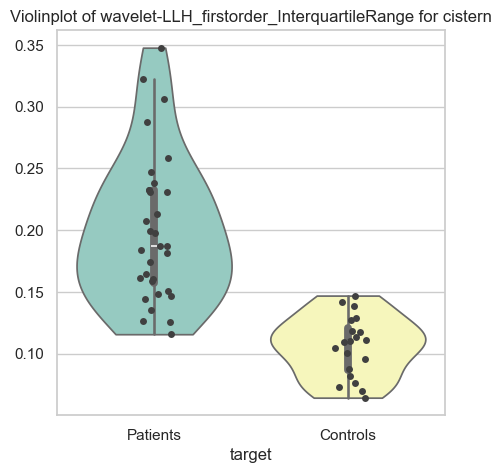 Violinplot of wavelet-LLH_firstorder_InterquartileRange for cistern
0.35
0.30
0.25
0.20
0.15
0.10
Patients Controls
target